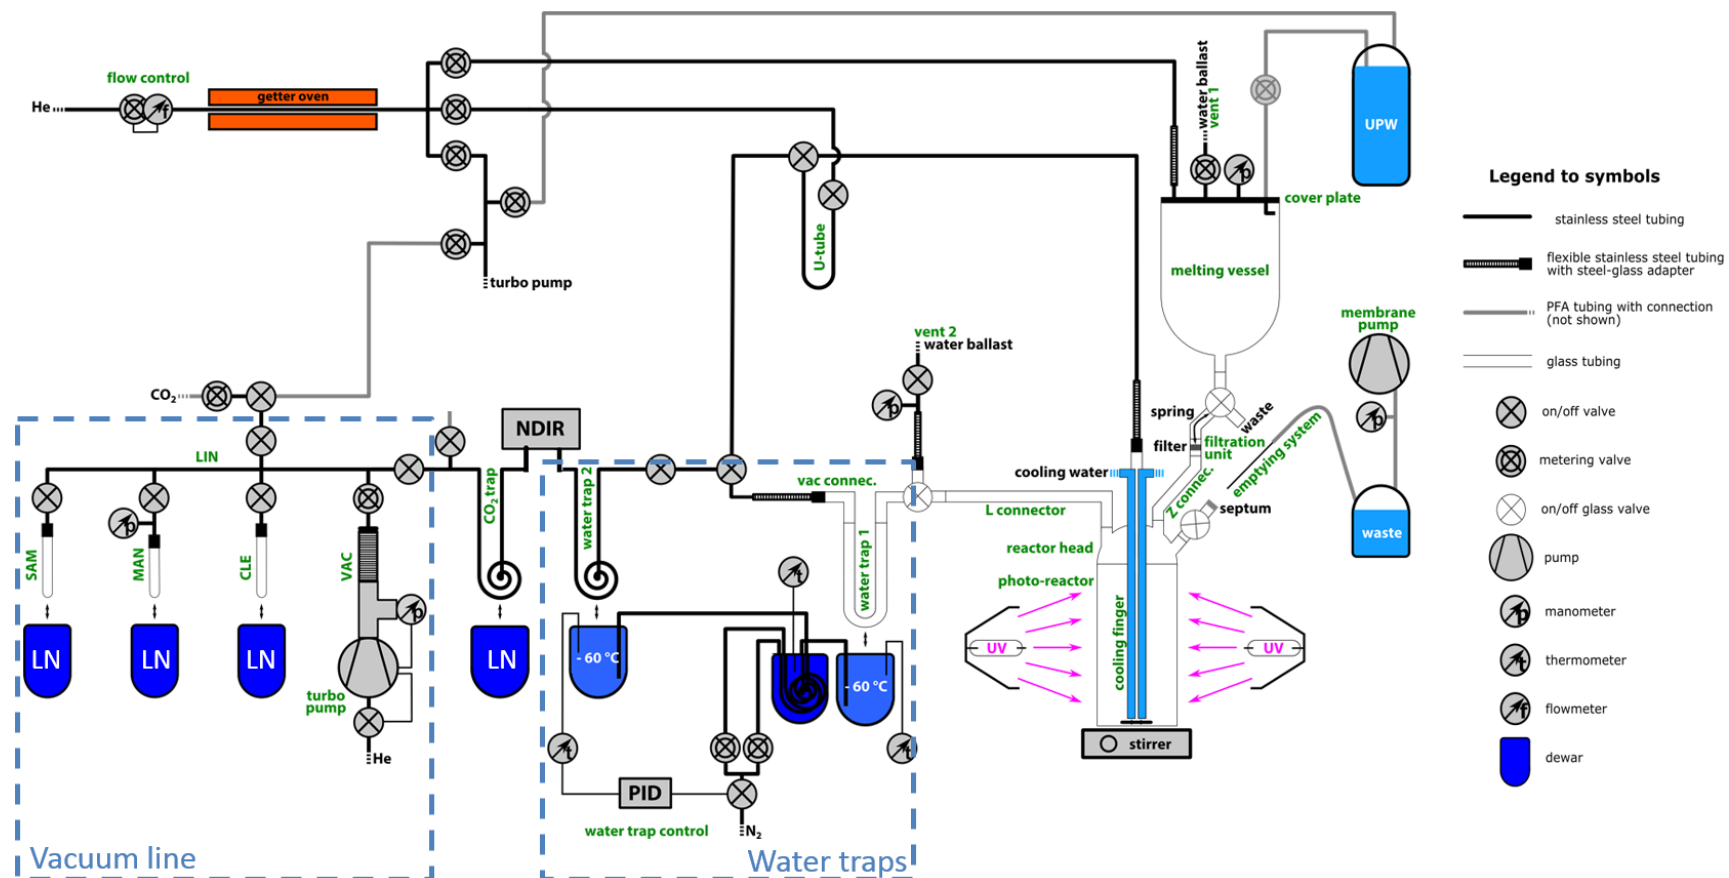 flow control
He
f
getter oven
water ballast
vent 1
p
UPW
cover plate
U-tube
turbo pump
melting vessel
Legend to symbols
stainless steel tubing
flexible stainless steel tubing
with steel-glass adapter
PFA tubing with connection
(not shown)
glass tubing
on/off valve
metering valve
on/off glass valve
pump
p
manometer
t
thermometer
f
flowmeter
dewar
membrane
pump
p
vent 2
water ballast
p
CO2
LIN
NDIR
spring
waste
filter
filtration
unit
emptying system
cooling water
Z connec.
septum
vac connec.
L connector
CO2 trap
water trap 2
water trap 1
reactor head
photo-reactor
cooling finger
waste
SAM
p
MAN
CLE
VAC
p
t
LN
LN
LN
LN
- 60 °C
- 60 °C
UV
UV
turbo
pump
He
t
t
PID
N2
water trap control
stirrer
Vacuum line
Water traps